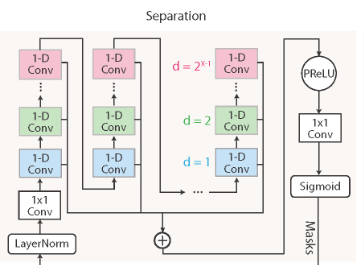 Separation
1-D
Conv
1-D
Conv
d = 2^X-1
1-D
Conv
PReLU
1-D
Conv
1-D
Conv
d = 2
1-D
Conv
1x1
Conv
1-D
Conv
1-D
Conv
d = 1
1-D
Conv
Sigmoid
1x1
Conv
LayerNorm
Masks